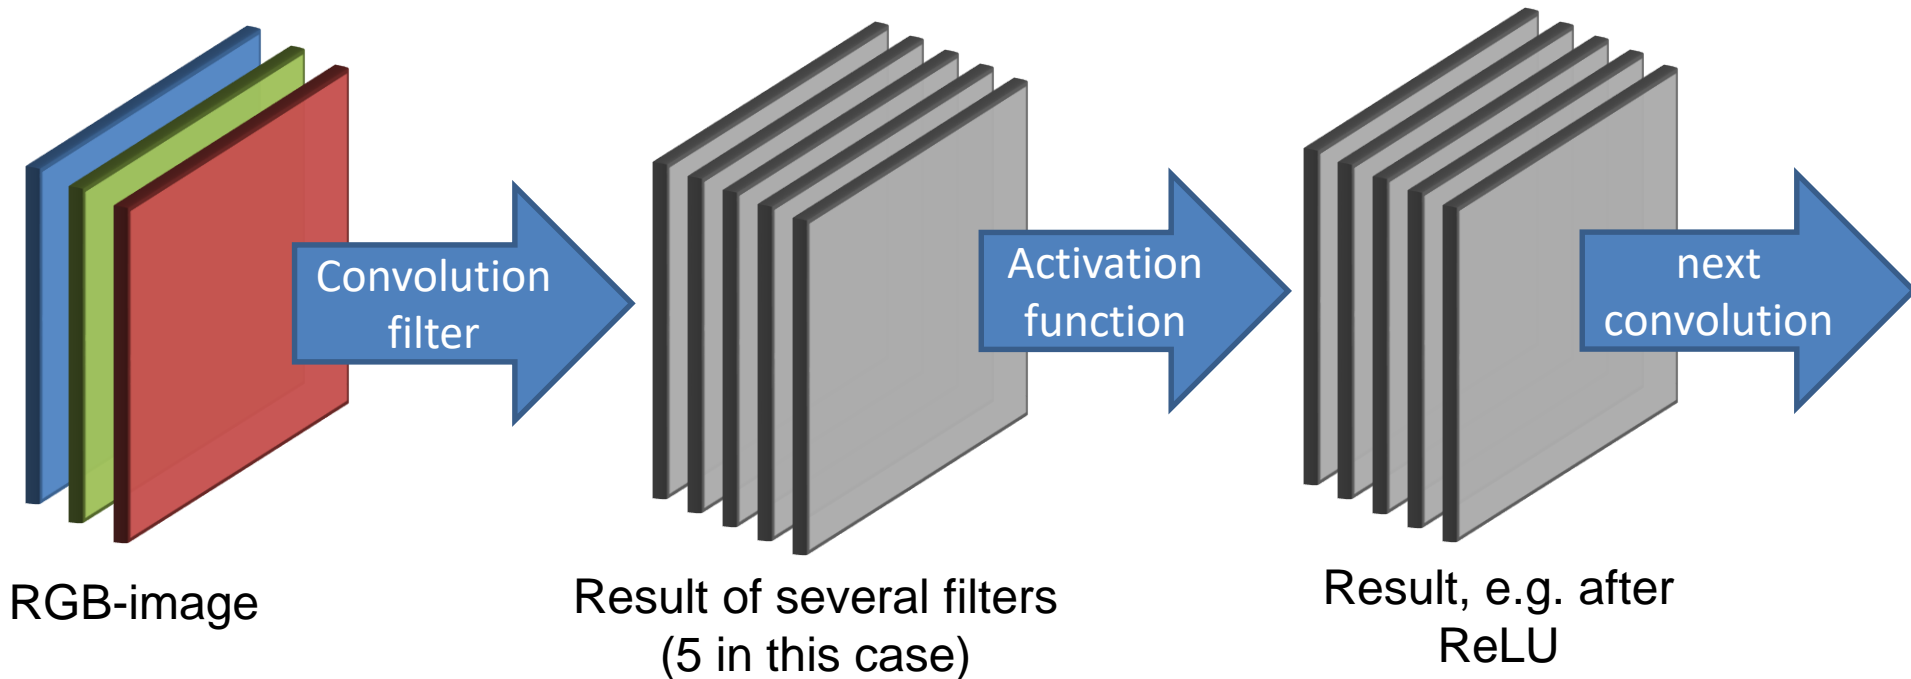 Convolution
filter
Activation
function
next
convolution
RGB-image
Result of several filters
(5 in this case)
Result, e.g. after
ReLU